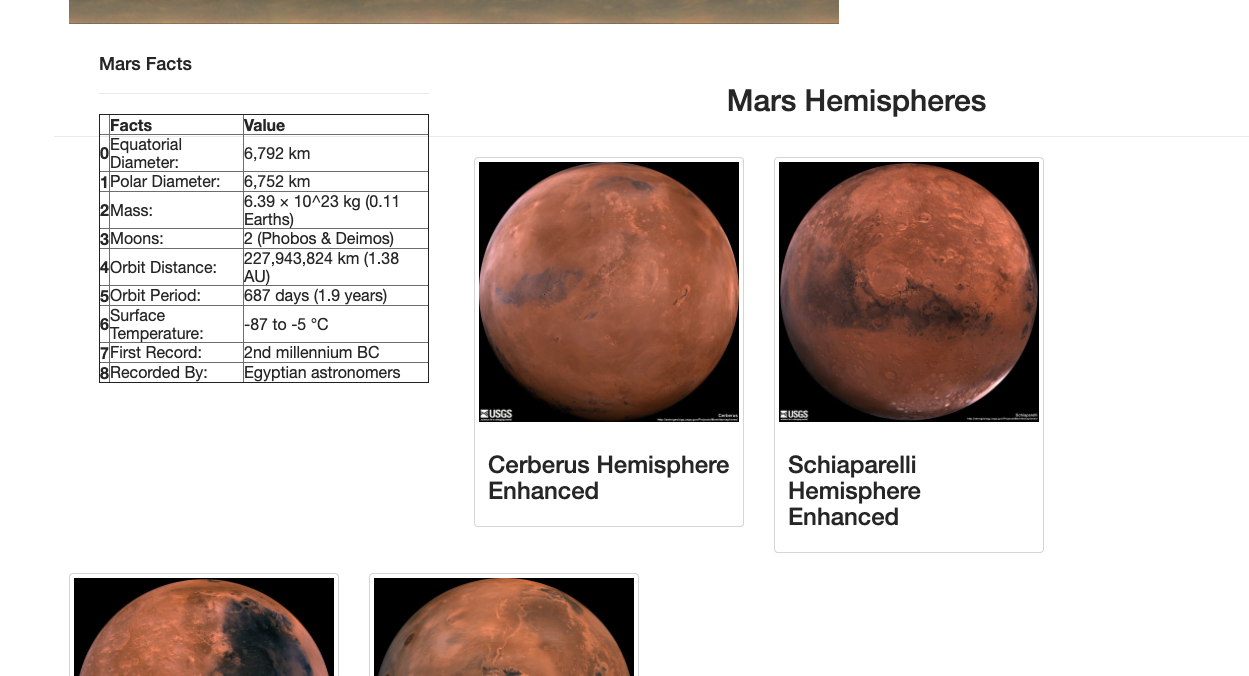 Mars Facts
Mars Hemispheres
Facts Value
0 Equatorial Diameter: 6,792 km
1 Polar Diameter: 6,752 km
2 Mass: 6.39 × 10^23 kg (0.11 Earths)
3 Moons: 2 (Phobos & Deimos)
4 Orbit Distance: 227,943,824 km (1.38 AU)
5 Orbit Period: 687 days (1.9 years)
6 Surface Temperature: -87 to -5 °C
7 First Record: 2nd millennium BC
8 Recorded By: Egyptian astronomers
USGS
Cerberus
USGS
Schiaparelli
Cerberus Hemisphere
Enhanced
Schiaparelli
Hemisphere
Enhanced